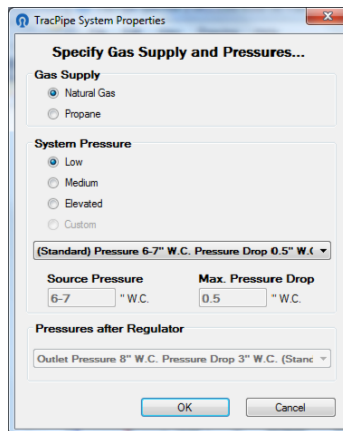 TracPipe System Properties
Specify Gas Supply and Pressures...
Gas Supply
Natural Gas
Propane
System Pressure
Low
Medium
Elevated
Custom
(Standard) Pressure 6-7" W.C. Pressure Drop 0.5" W.(
Source Pressure Max. Pressure Drop
6-7 " W.C. 0.5 " W.C.
Pressures after Regulator
Outlet Pressure 8" W.C. Pressure Drop 3" W.C. (Stanc
OK Cancel